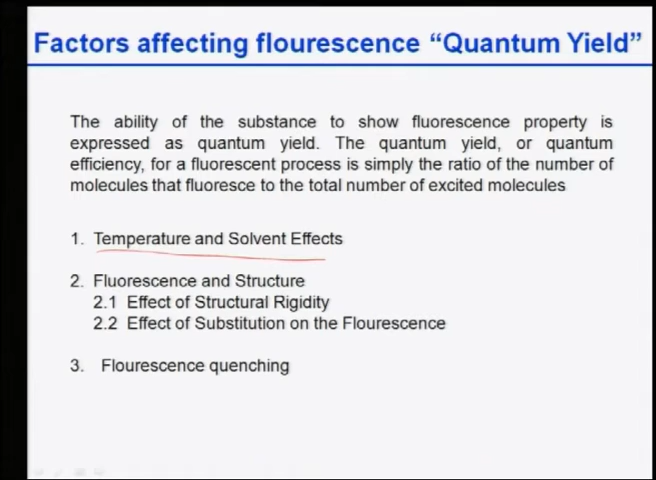 Factors affecting flourescence “Quantum Yield”
The ability of the substance to show fluorescence property is
expressed as quantum yield. The quantum yield, or quantum
efficiency, for a fluorescent process is simply the ratio of the number of
molecules that fluoresce to the total number of excited molecules
1. Temperature and Solvent Effects
2. Fluorescence and Structure
2.1 Effect of Structural Rigidity
2.2 Effect of Substitution on the Flourescence
3. Flourescence quenching